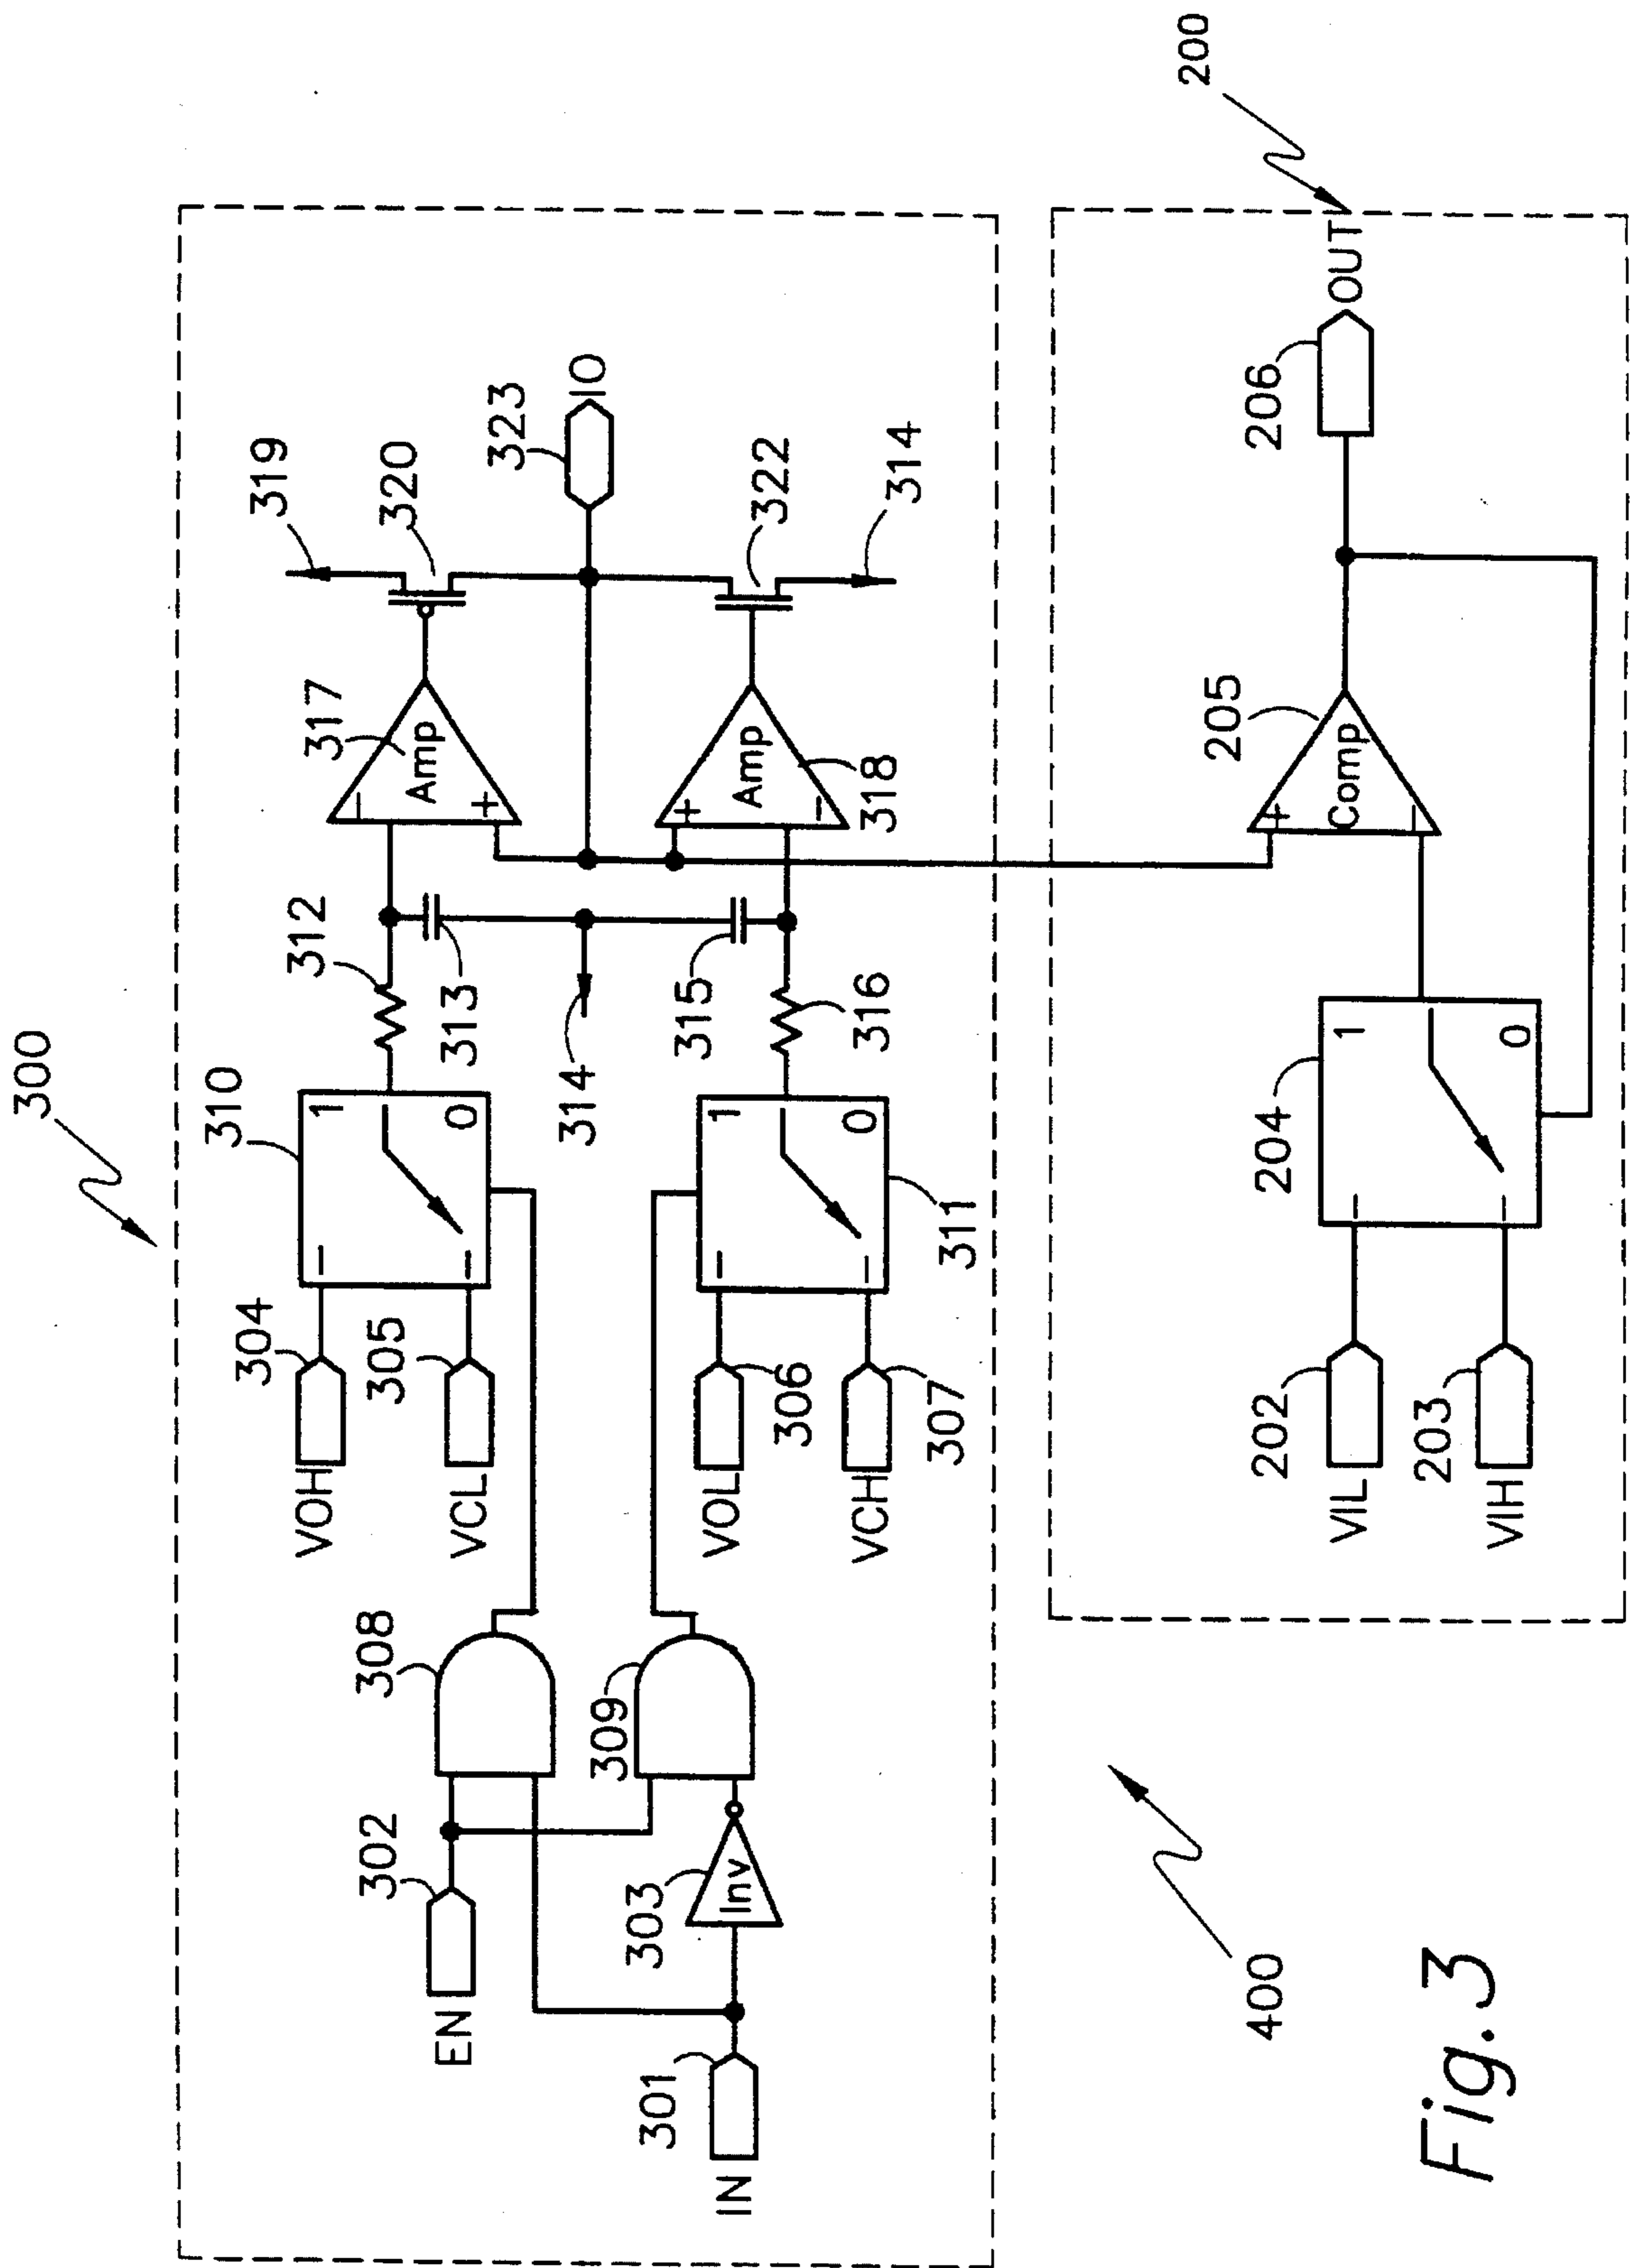 300
319
320
323
IO
322
314
317
Amp
Amp
318
312
313
314
315
316
310
1
0
311
1
0
304
VOH
305
VCL
306
VOL
307
VCH
308
309
302
EN
303
Inv
301
IN
200
206
OUT
205
Comp
204
1
0
202
VIL
203
VIH
400
Fig. 3